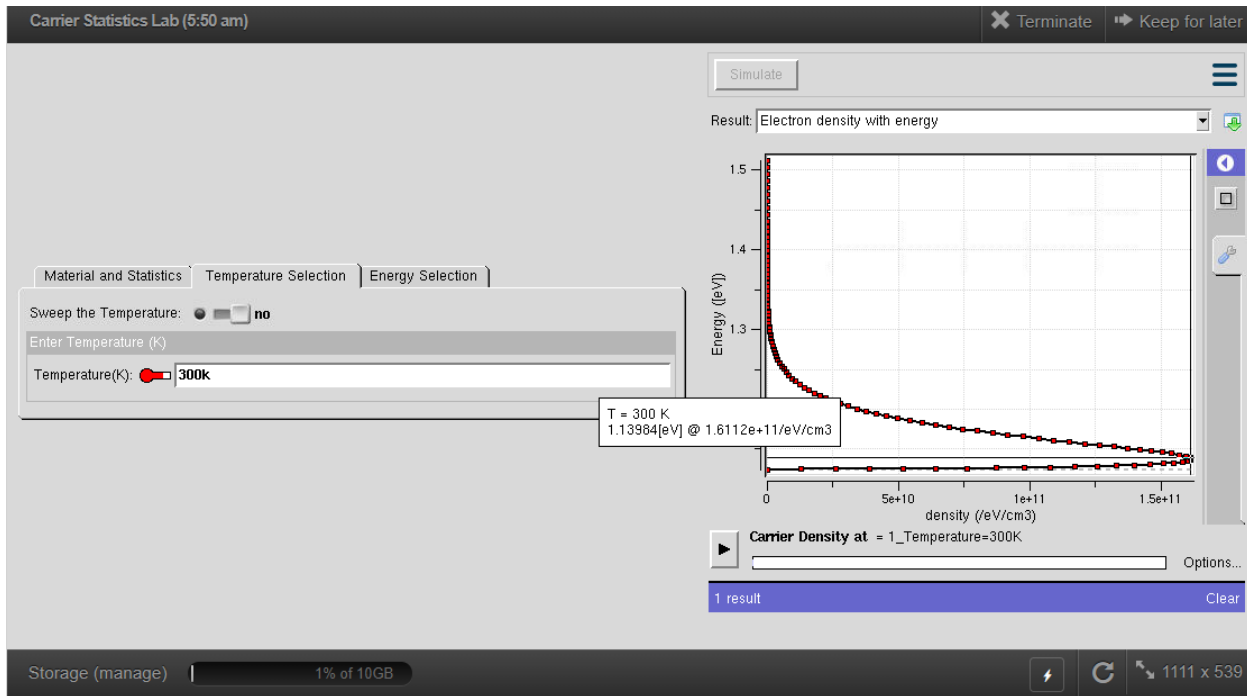 Carrier Statistics Lab (5:50 am)
Terminate
Keep for later
Simulate
Result: Electron density with energy
Material and Statistics
Temperature Selection
Energy Selection
Sweep the Temperature: no
Enter Temperature (K)
Temperature(K): 300k
T = 300 K
1.13984[eV] @ 1.6112e+11/eV/cm3
1.5
1.4
1.3
Energy ([eV])
0 5e+10 1e+11 1.5e+11
density (/eV/cm3)
Carrier Density at = 1_Temperature=300K
Options...
1 result
Clear
Storage (manage)
1% of 10GB
1111 x 539